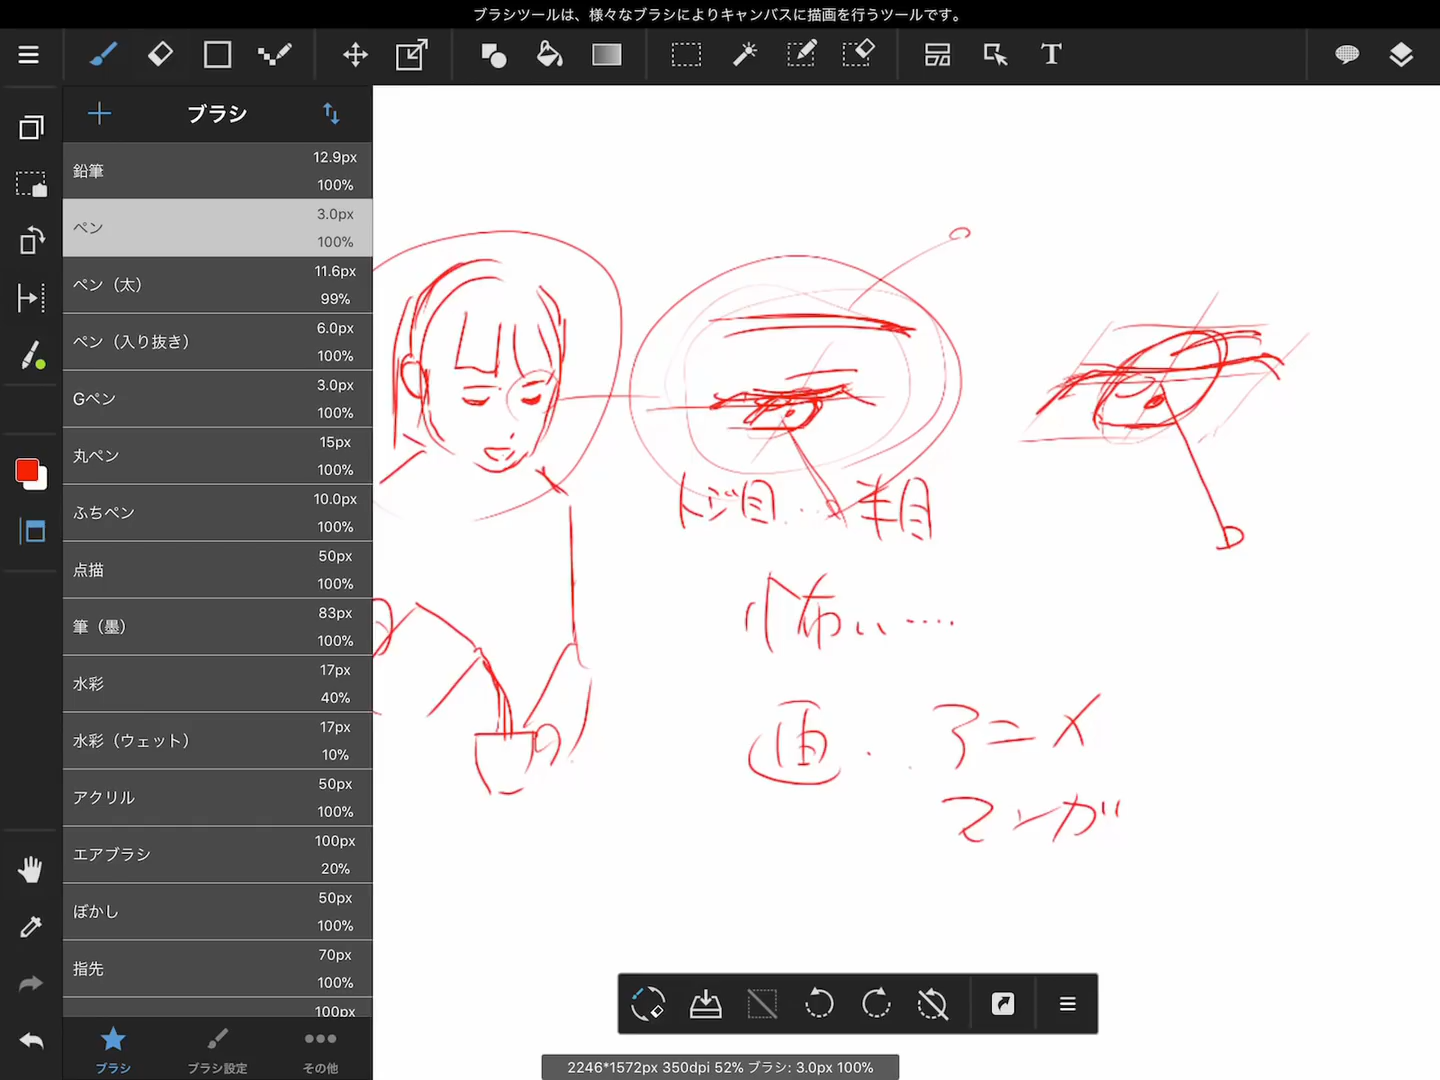 ブラシツールは、様々なブラシによりキャンバスに描画を行うツールです。
T
ブラシ
鉛筆 12.9px 100%
ペン 3.0px 100%
ペン（太） 11.6px 99%
ペン（入り抜き） 6.0px 100%
Gペン 3.0px 100%
丸ペン 15px 100%
ふちペン 10.0px 100%
点描 50px 100%
筆（墨） 83px 100%
水彩 17px 40%
水彩（ウェット） 17px 10%
アクリル 50px 100%
エアブラシ 100px 20%
ぼかし 50px 100%
指先 70px 100%
100px
ブラシ ブラシ設定 その他
トジ目... 半目
怖い....
アニメ
マンガ
2246*1572px 350dpi 52% ブラシ: 3.0px 100%